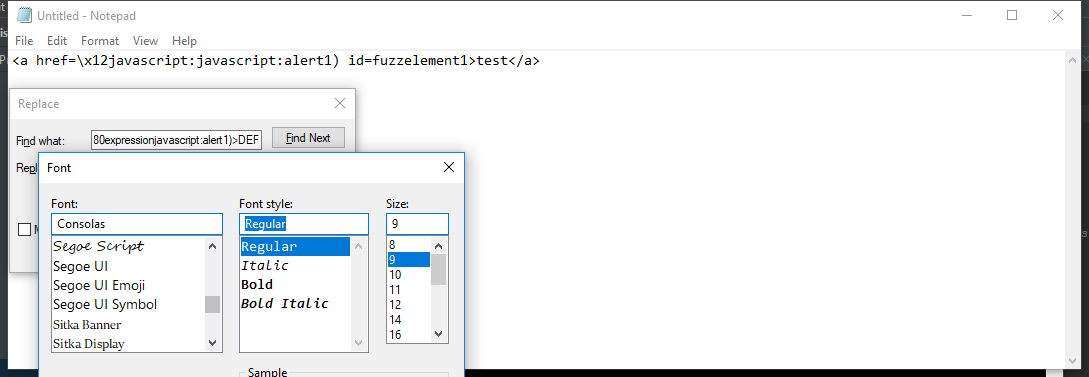 Untitled - Notepad
File Edit Format View Help
<a href=\x12javascript:javascript:alert1) id=fuzzelement1>test</a>
Replace
Find what: 80expressionjavascript:alert1)>DEF Find Next
Font
Font: Font style: Size:
Consolas Regular 9
Segoe Script Regular 8
Segoe UI Italic 9
Segoe UI Emoji Bold 10
Segoe UI Symbol Bold Italic 11
Sitka Banner 12
Sitka Display 14
16
Sample